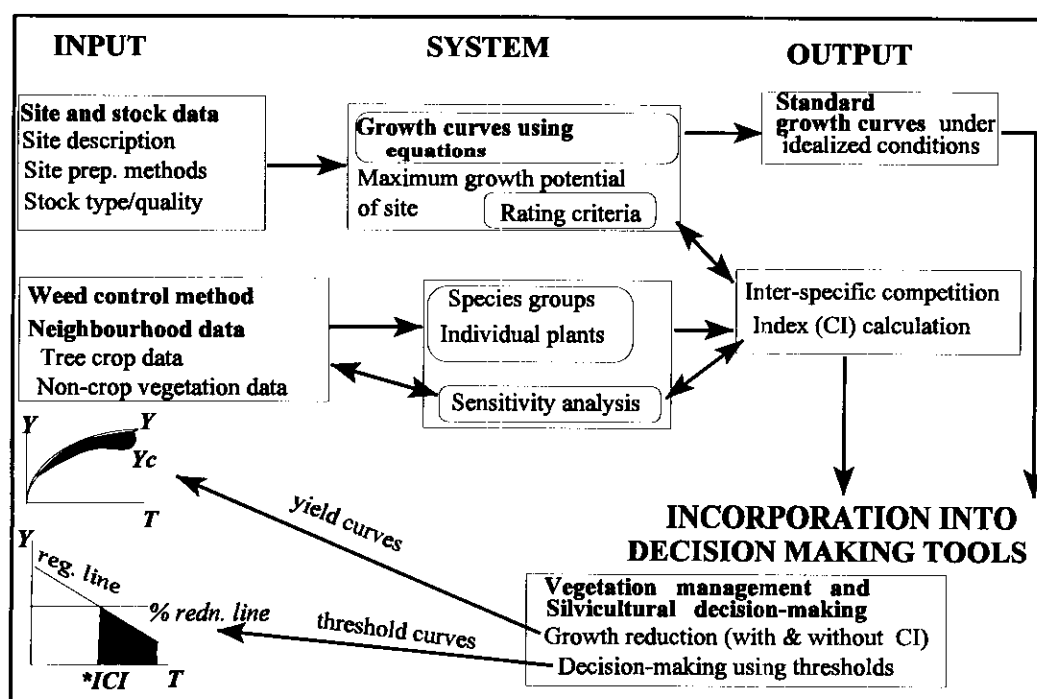 INPUT
SYSTEM
OUTPUT
Site and stock data
Site description
Site prep. methods
Stock type/quality
Growth curves using
equations
Maximum growth potential
of site
Rating criteria
Standard
growth curves under
idealized conditions
Weed control method
Neighbourhood data
Tree crop data
Non-crop vegetation data
Species groups
Individual plants
Sensitivity analysis
Inter-specific competition
Index (CI) calculation
Y
Y
Yc
T
yield curves
INCORPORATION INTO
DECISION MAKING TOOLS
Y
reg. line
% redn. line
*ICI
T
threshold curves
Vegetation management and
Silvicultural decision-making
Growth reduction (with & without CI)
Decision-making using thresholds